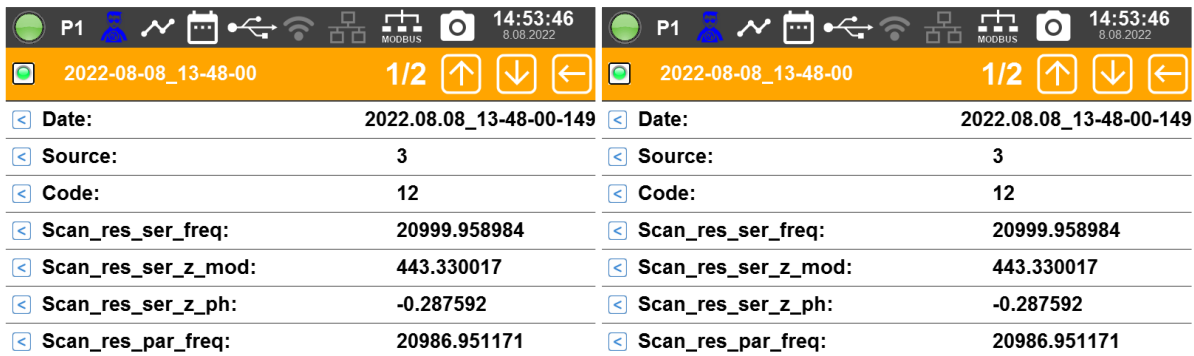 P1 MODBUS 14:53:46
8.08.2022
2022-08-08_13-48-00 1/2
Date: 2022.08.08_13-48-00-149
Source: 3
Code: 12
Scan_res_ser_freq: 20999.958984
Scan_res_ser_z_mod: 443.330017
Scan_res_ser_z_ph: -0.287592
Scan_res_par_freq: 20986.951171
P1 MODBUS 14:53:46
8.08.2022
2022-08-08_13-48-00 1/2
Date: 2022.08.08_13-48-00-149
Source: 3
Code: 12
Scan_res_ser_freq: 20999.958984
Scan_res_ser_z_mod: 443.330017
Scan_res_ser_z_ph: -0.287592
Scan_res_par_freq: 20986.951171